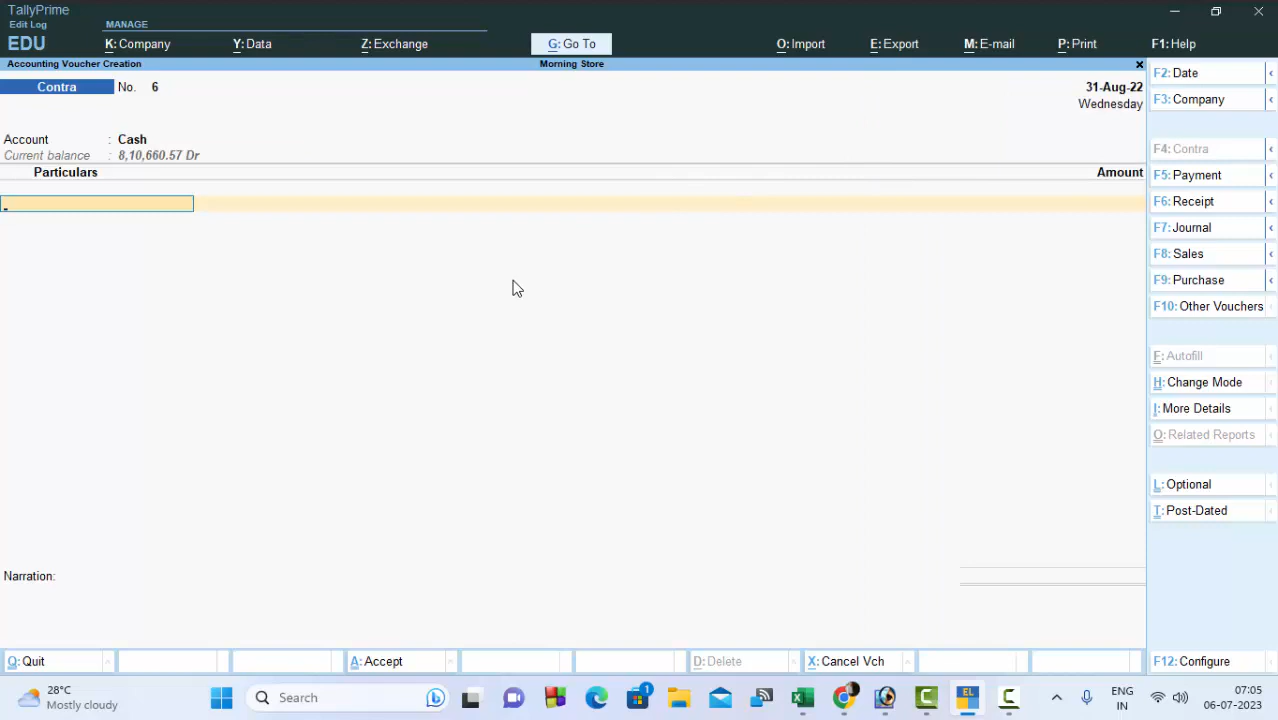 TallyPrime
Edit Log
MANAGE
EDU
K: Company
Y: Data
Z: Exchange
G: Go To
O: Import
E: Export
M: E-mail
P: Print
F1: Help
Accounting Voucher Creation
Morning Store
Contra No. 6
31-Aug-22
Wednesday
Account : Cash
Current balance : 8,10,660.57 Dr
Particulars
Amount
Narration:
F2: Date
F3: Company
F4: Contra
F5: Payment
F6: Receipt
F7: Journal
F8: Sales
F9: Purchase
F10: Other Vouchers
F: Autofill
H: Change Mode
I: More Details
O: Related Reports
L: Optional
T: Post-Dated
F12: Configure
Q: Quit
A: Accept
D: Delete
X: Cancel Vch
28°C
Mostly cloudy
Search
1
EL
ENG
IN
07:05
06-07-2023